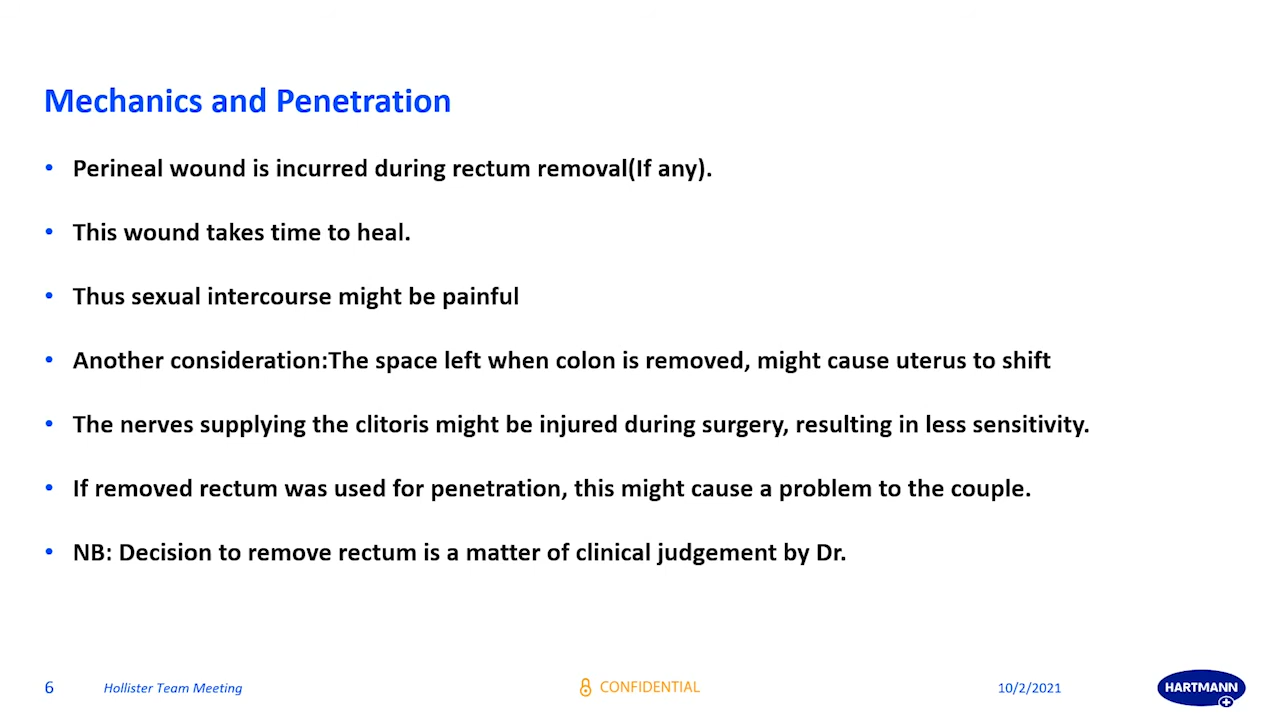 Mechanics and Penetration
• Perineal wound is incurred during rectum removal(If any).
• This wound takes time to heal.
• Thus sexual intercourse might be painful
• Another consideration:The space left when colon is removed, might cause uterus to shift
• The nerves supplying the clitoris might be injured during surgery, resulting in less sensitivity.
• If removed rectum was used for penetration, this might cause a problem to the couple.
• NB: Decision to remove rectum is a matter of clinical judgement by Dr.
6 Hollister Team Meeting CONFIDENTIAL 10/2/2021 HARTMANN